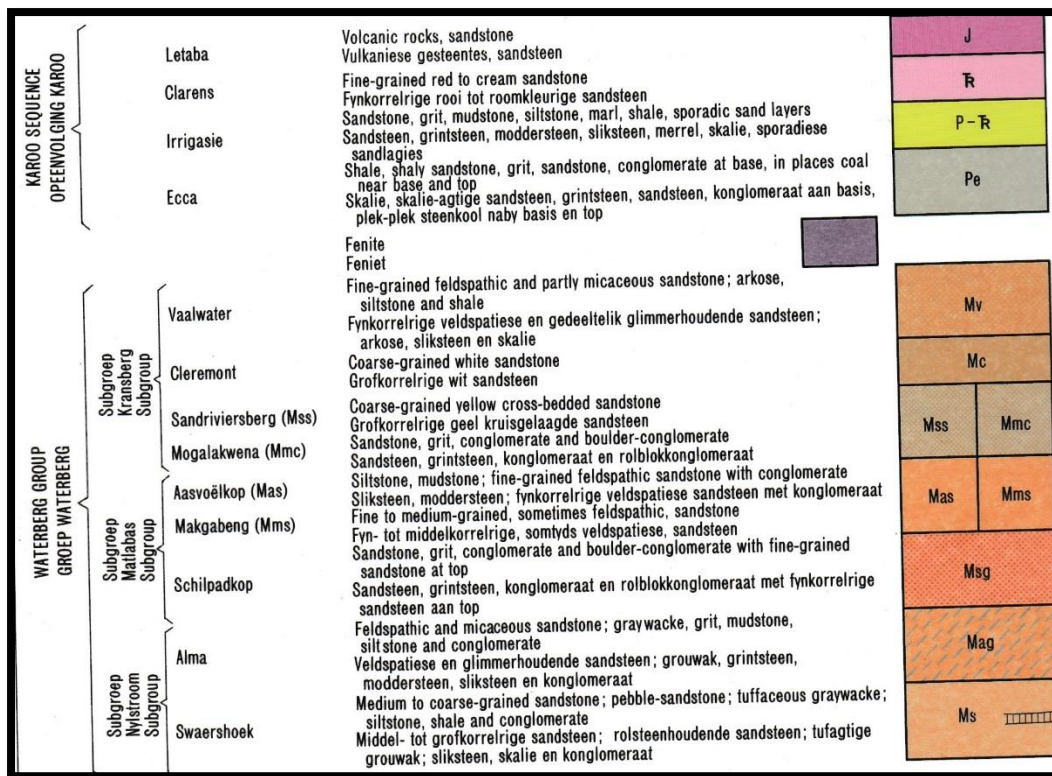 KAROO SEQUENCE
OPEENVOLGING KAROO
Letaba
Volcanic rocks, sandstone
Vulkaniese gesteentes, sandsteen
J
Clarens
Fine-grained red to cream sandstone
Fynkorrelrige rooi tot roomkleurige sandsteen
Ƭƙ
Irrigasie
Sandstone, grit, mudstone, siltstone, marl, shale, sporadic sand layers
Sandsteen, grintsteen, moddersteen, sliksteen, merrel, skalie, sporadiese
sandlagies
P – Ƭƙ
Ecca
Shale, shaly sandstone, grit, sandstone, conglomerate at base, in places coal
near base and top
Skalie, skalie-agtige sandsteen, grintsteen, sandsteen, konglomeraat aan basis,
plek-plek steenkool naby basis en top
Pe
Fenite
Feniet
WATERBERG GROUP
GROEP WATERBERG
Subgroep
Kransberg
Subgroup
Vaalwater
Fine-grained feldspathic and partly micaceous sandstone; arkose,
siltstone and shale
Fynkorrelrige veldspatiese en gedeeltelik glimmerhoudende sandsteen;
arkose, sliksteen en skalie
Mv
Cleremont
Coarse-grained white sandstone
Grofkorrelrige wit sandsteen
Mc
Sandriviersberg (Mss)
Coarse-grained yellow cross-bedded sandstone
Grofkorrelrige geel kruisgelaagde sandsteen
Mss
Mmc
Mogalakwena (Mmc)
Sandstone, grit, conglomerate and boulder-conglomerate
Sandsteen, grintsteen, konglomeraat en rolblokkonglomeraat
Subgroep
Matlabas
Subgroup
Aasvoëlkop (Mas)
Siltstone, mudstone; fine-grained feldspathic sandstone with conglomerate
Sliksteen, moddersteen; fynkorrelrige veldspatiese sandsteen met konglomeraat
Mas
Mms
Makgabeng (Mms)
Fine to medium-grained, sometimes feldspathic, sandstone
Fyn- tot middelkorrelrige, somtyds veldspatiese, sandsteen
Schilpadkop
Sandstone, grit, conglomerate and boulder-conglomerate with fine-grained
sandstone at top
Sandsteen, grintsteen, konglomeraat en rolblokkonglomeraat met fynkorrelrige
sandsteen aan top
Msg
Subgroep
Nylstroom
Subgroup
Alma
Feldspathic and micaceous sandstone; graywacke, grit, mudstone,
siltstone and conglomerate
Veldspatiese en glimmerhoudende sandsteen; grouwak, grintsteen,
moddersteen, sliksteen en konglomeraat
Mag
Swaershoek
Medium to coarse-grained sandstone; pebble-sandstone; tuffaceous graywacke;
siltstone, shale and conglomerate
Middel- tot grofkorrelrige sandsteen; rolsteenhoudende sandsteen; tufagtige
grouwak; sliksteen, skalie en konglomeraat
Ms